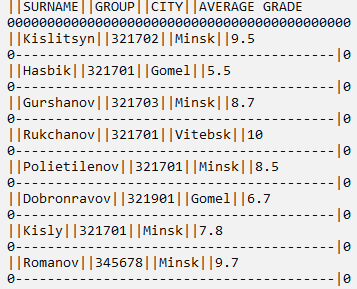 ||SURNAME||GROUP||CITY||AVERAGE GRADE
0000000000000000000000000000000000000000000
||Kislitsyn||321702||Minsk||9.5
0----------------------------------------|0
||Hasbik||321701||Gomel||5.5
0----------------------------------------|0
||Gurshanov||321703||Minsk||8.7
0----------------------------------------|0
||Rukchanov||321701||Vitebsk||10
0----------------------------------------|0
||Polietilenov||321701||Minsk||8.5
0----------------------------------------|0
||Dobronravov||321901||Gomel||6.7
0----------------------------------------|0
||Kisly||321701||Minsk||7.8
0----------------------------------------|0
||Romanov||345678||Minsk||9.7
0----------------------------------------|0